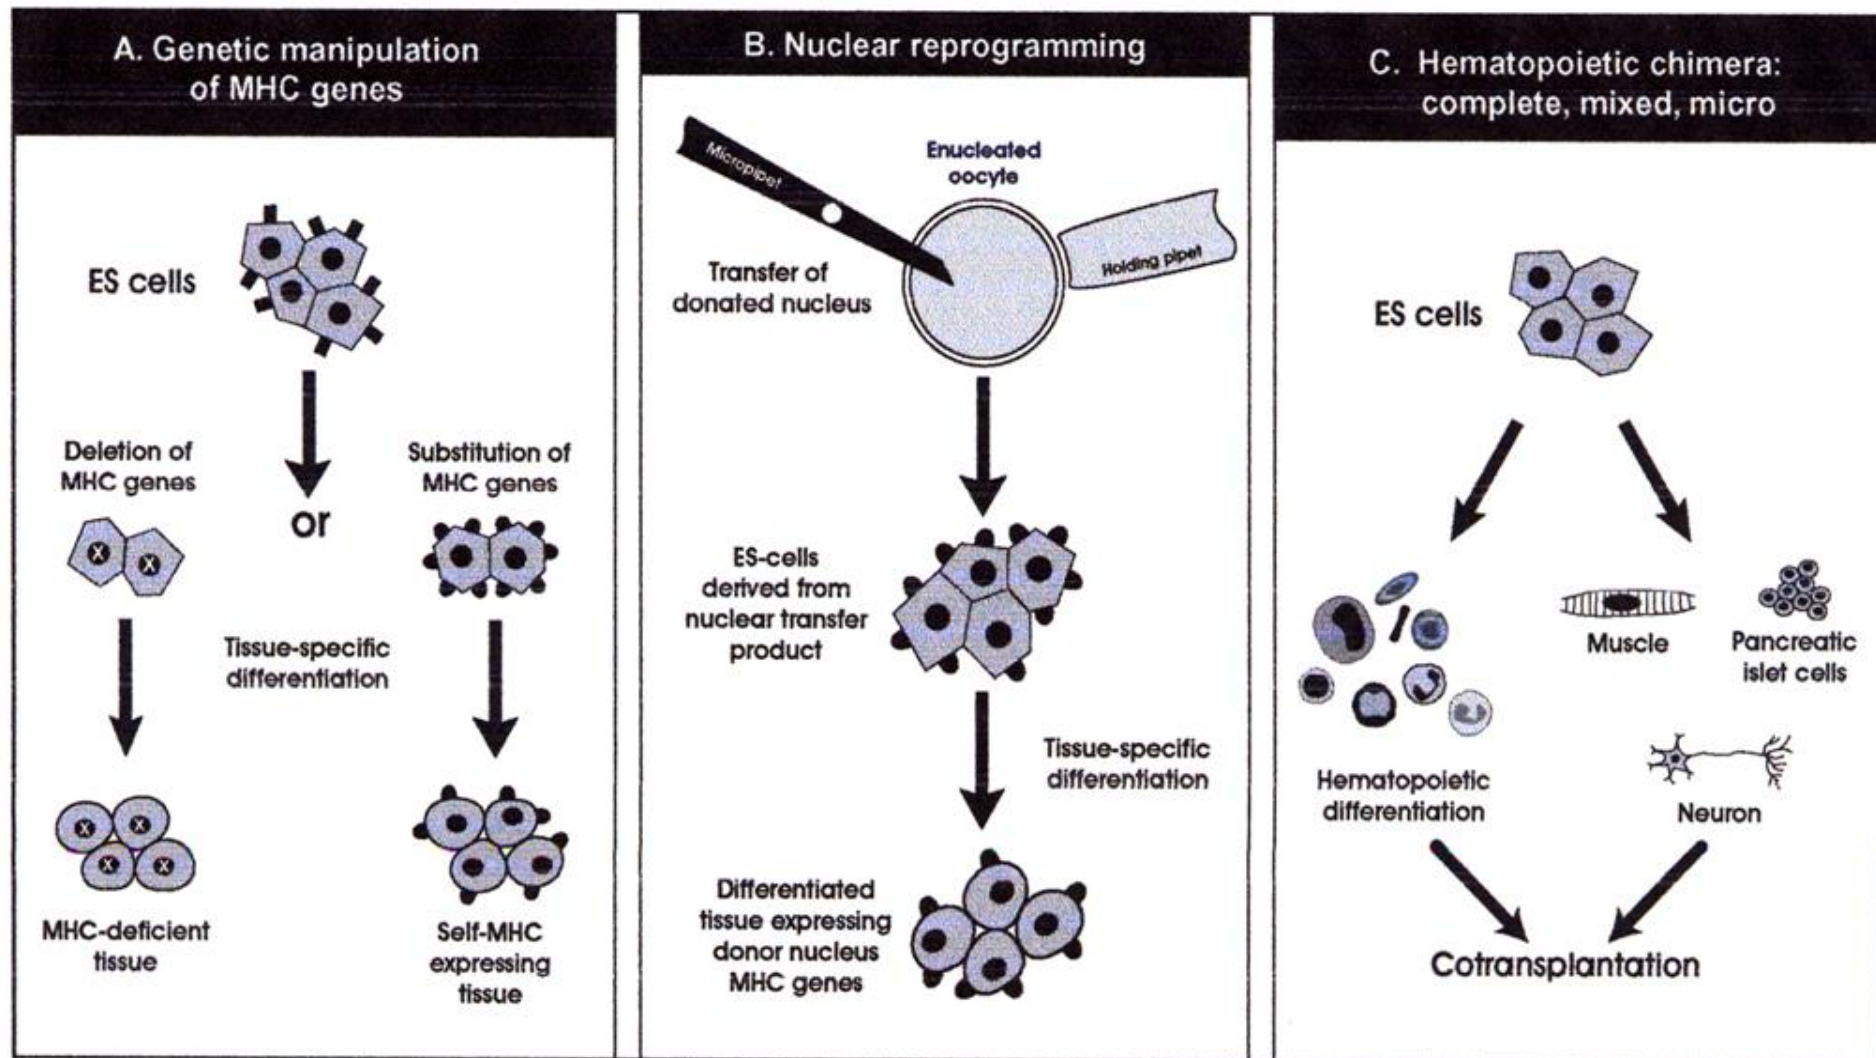 A. Genetic manipulation
of MHC genes
ES cells
Deletion of
MHC genes
or
Substitution of
MHC genes
X
X
Tissue-specific
differentiation
X
X
X
X
MHC-deficient
tissue
Self-MHC
expressing
tissue
B. Nuclear reprogramming
Micropipet
Enucleated
oocyte
Holding pipet
Transfer of
donated nucleus
ES-cells
derived from
nuclear transfer
product
Tissue-specific
differentiation
Differentiated
tissue expressing
donor nucleus
MHC genes
C. Hematopoietic chimera:
complete, mixed, micro
ES cells
Muscle
Pancreatic
islet cells
Hematopoietic
differentiation
Neuron
Cotransplantation